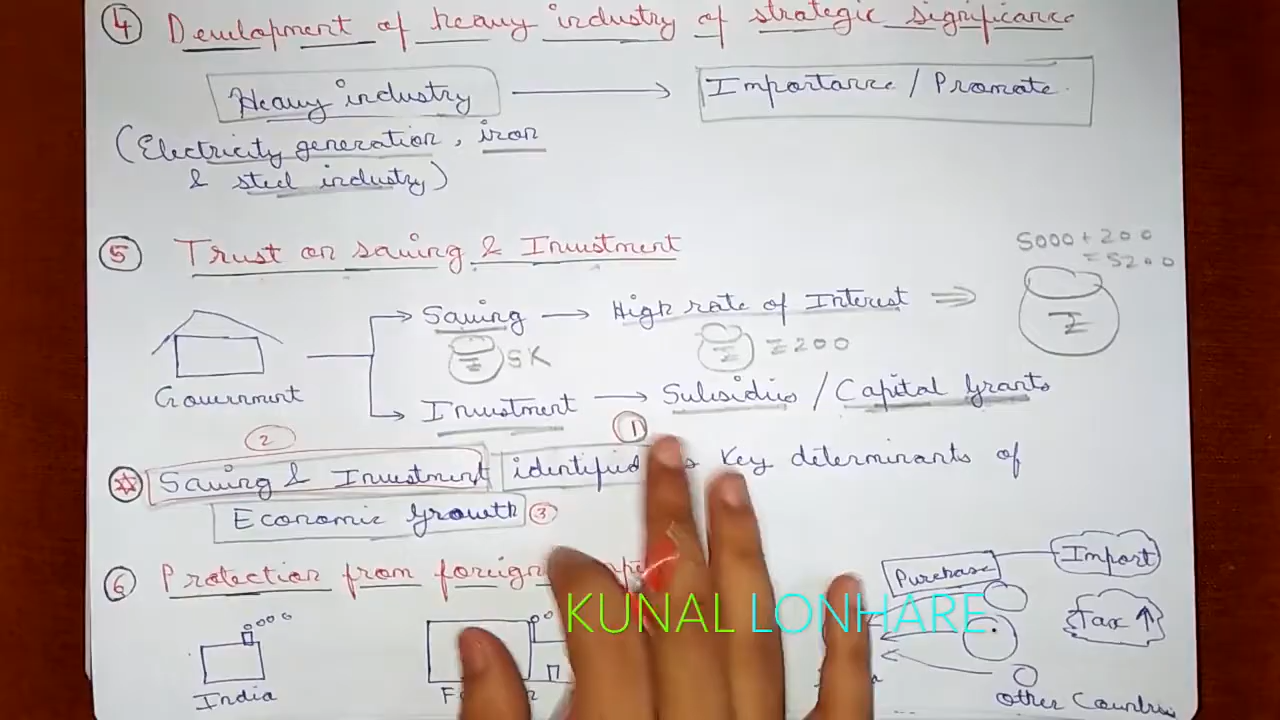 4 Development of heavy industry of strategic significance
Heavy industry → Importance / Promote.
(Electricity generation, iron
& steel industry)
5 Trust on saving & Investment
5000 + 200
= 5200
Government
Saving → High rate of Interest ⇒
5K
₹200
₹
Investment → Subsidies / Capital Grants
2
1
Saving & Investment identified key determinants of
Economic Growth 3
6 Protection from foreign
Purchase
Import
Tax ↑
India
Other Countries
KUNAL LONHARE